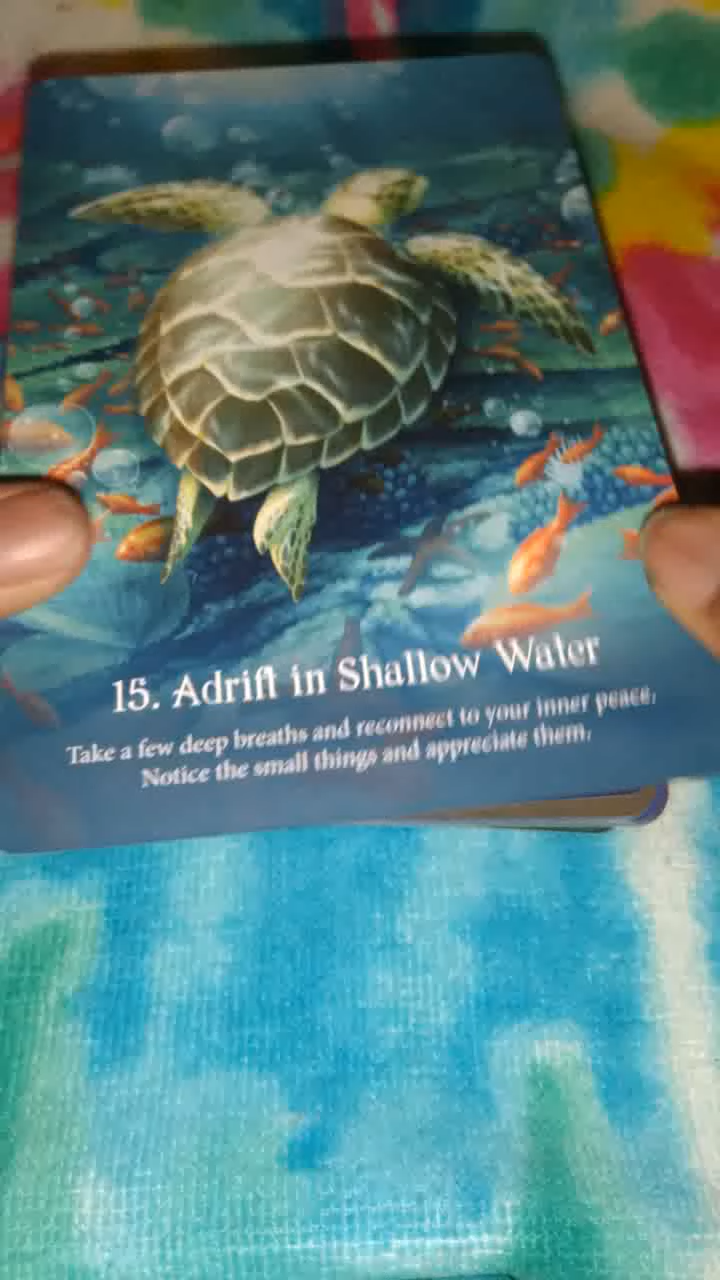 15. Adrift in Shallow Water
Take a few deep breaths and reconnect to your inner peace.
Notice the small things and appreciate them.